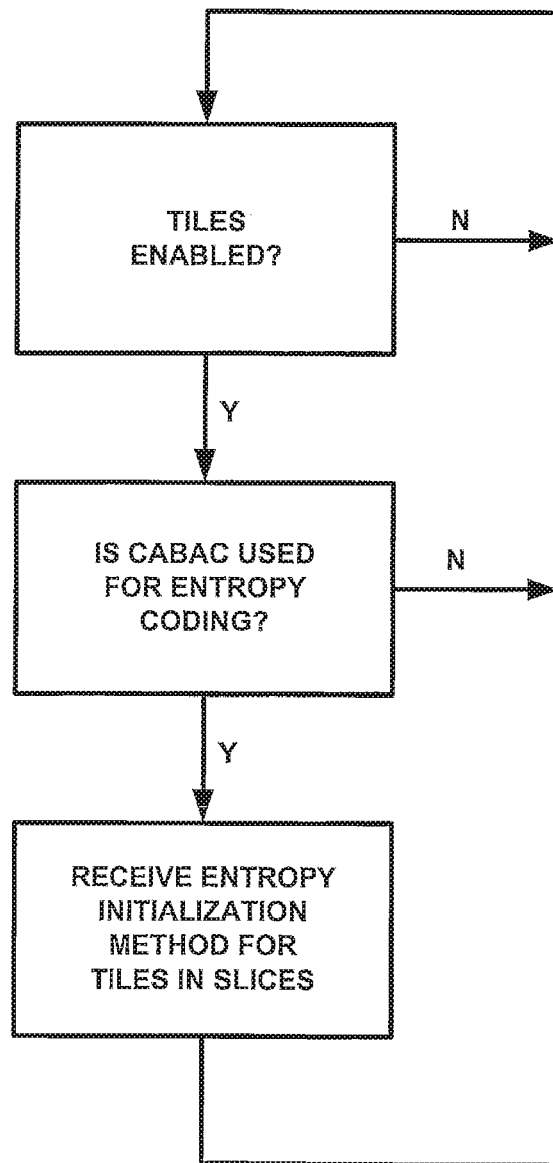 TILES
ENABLED?
N
Y
IS CABAC USED
FOR ENTROPY
CODING?
N
Y
RECEIVE ENTROPY
INITIALIZATION
METHOD FOR
TILES IN SLICES